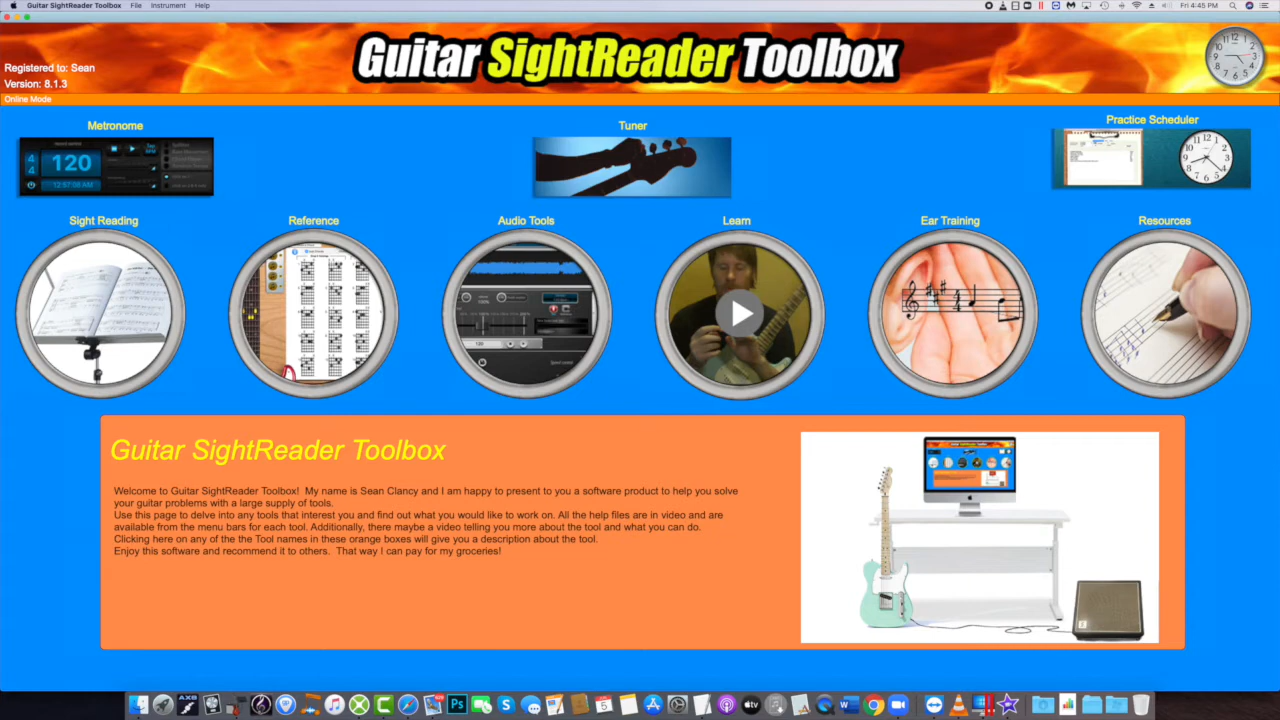 Guitar SightReader Toolbox File Instrument Help Fri 4:45 PM
Guitar SightReader Toolbox
Registered to: Sean
Version: 8.1.3
Online Mode
Metronome
Tuner
Practice Scheduler
4
4
120
12:57:08 AM
Sight Reading
Reference
Audio Tools
Learn
Ear Training
Resources
120
Guitar SightReader Toolbox
Welcome to Guitar SightReader Toolbox! My name is Sean Clancy and I am happy to present to you a software product to help you solve
your guitar problems with a large supply of tools.
Use this page to delve into any tools that interest you and find out what you would like to work on. All the help files are in video and are
available from the menu bars for each tool. Additionally, there maybe a video telling you more about the tool and what you can do.
Clicking here on any of the the Tool names in these orange boxes will give you a description about the tool.
Enjoy this software and recommend it to others. That way I can pay for my groceries!